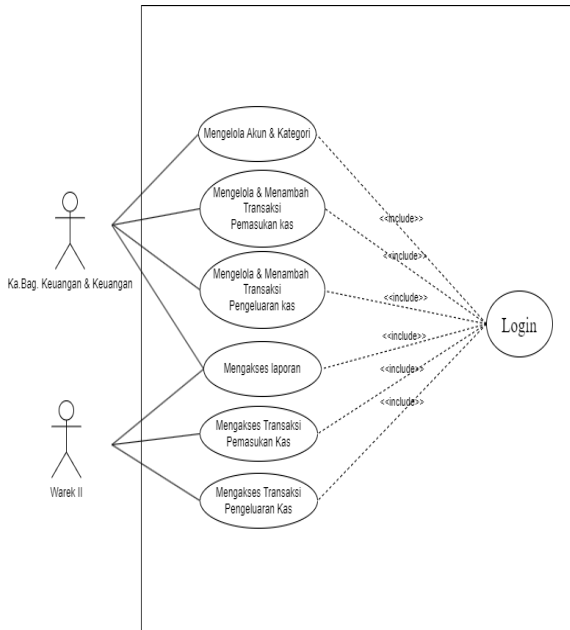 Mengelola Akun & Kategori
Mengelola & Menambah
Transaksi
Pemasukan kas
<<include>>
<<include>>
Ka.Bag. Keuangan & Keuangan
Mengelola & Menambah
Transaksi
Pengeluaran kas
<<include>>
Login
<<include>>
Mengakses laporan
<<include>>
<<include>>
Mengakses Transaksi
Pemasukan Kas
Warek II
Mengakses Transaksi
Pengeluaran Kas